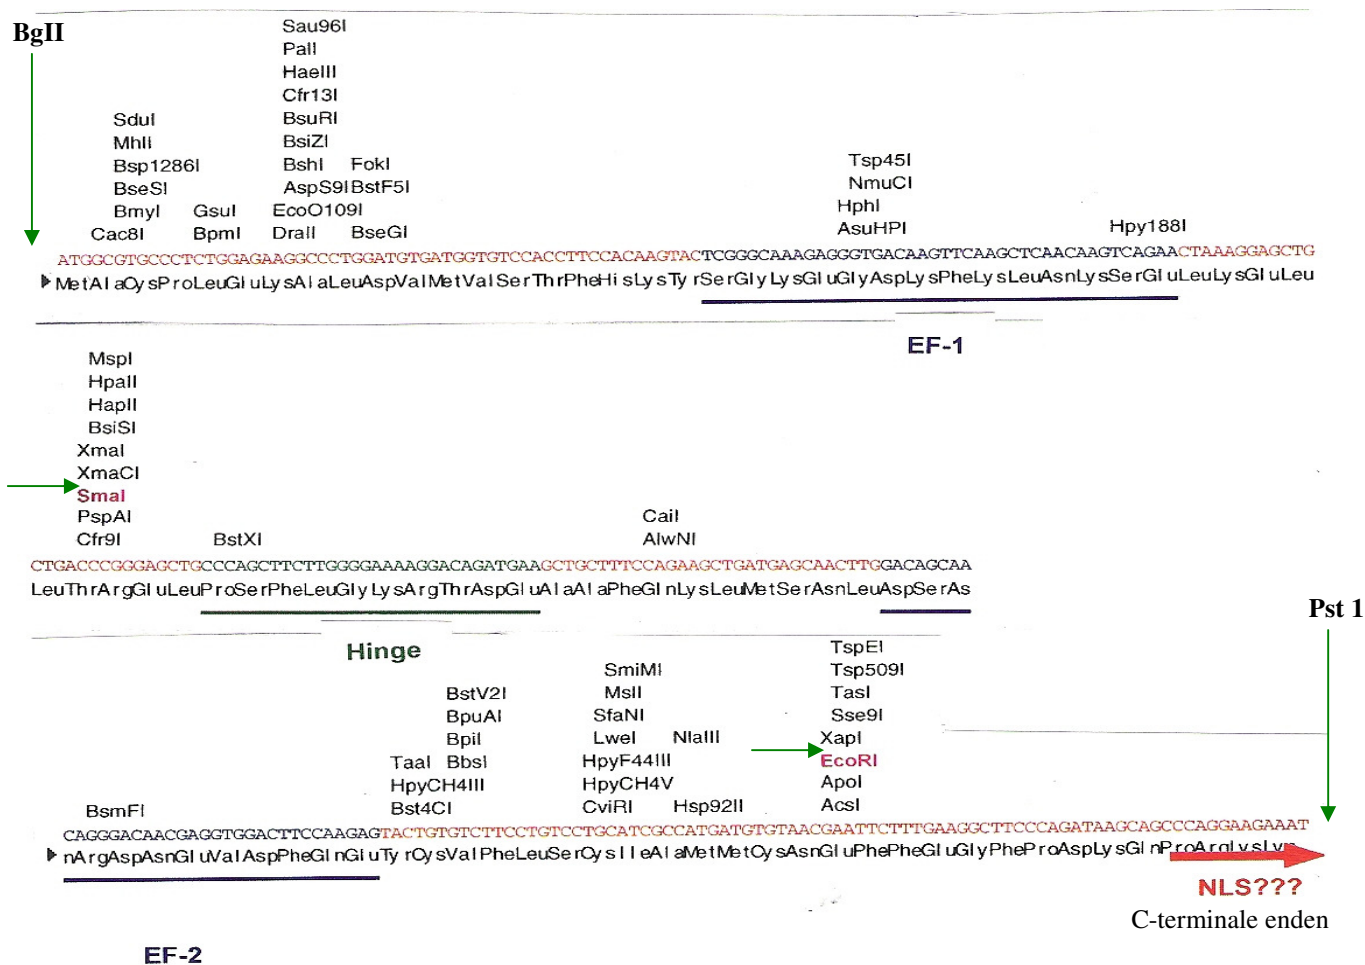 BglI
Sau96I
PalI
HaeIII
Cfr13I
SduI BsuRI
MhlI BsiZI
Bsp1286I BshI FokI Tsp45I
BseSI AspS9I BstF5I NmuCI
BmyI GsuI EcoO109I HphI
Cac8I BpmI DraII BseGI AsuHPI Hpy188I
ATGGCGTGCCCTCTGGAGAAGGCCCTGGATGTGATGGTGTCCACCTTCCACAAGTACTCGGGCAAAGAGGGTGACAAGTTCAAGCTCAACAAGTCAGAACTAAAGGAGCTG
MetAlaCysProLeuGluLysAlaLeuAspValMetValSerThrPheHisLysTyrSerGlyLysGluGlyAspLysPheLysLeuAsnLysSerGluLeuLysGluLeu
EF-1
MspI
HpaII
HapII
BsiSI
XmaI
XmaCI
SmaI
PspAI CaiI
Cfr9I BstXI AlwNI
CTGACCCGGGAGCTGCCCAGCTTCTTGGGGAAAAGGACAGATGAAGCTGCTTTCCAGAAGCTGATGAGCAACTTGGACAGCAA
LeuThrArgGluLeuProSerPheLeuGlyLysArgThrAspGluAlaAlaPheGlnLysLeuMetSerAsnLeuAspSerAs
Pst 1
Hinge
TspEI
SmiMI Tsp509I
BstV2I MslI TasI
BpuAI SfaNI Sse9I
BpiI LweI NlaIII XapI
TaaI BbsI HpyF44III EcoRI
HpyCH4III HpyCH4V ApoI
BsmFI Bst4CI CviRI Hsp92II AcsI
CAGGGACAACGAGGTGGACTTCCAAGAGTACTGTGTCTTCCTGTCCTGCATCGCCATGATGTGTAACGAATTCTTTGAAGGCTTCCCAGATAAGCAGCCCAGGAAGAAAT
nArgAspAsnGluValAspPheGlnGluTyrCysValPheLeuSerCysIleAlaMetMetCysAsnGluPhePheGluGlyPheProAspLysGlnProArgLysLys
NLS???
C-terminale enden
EF-2